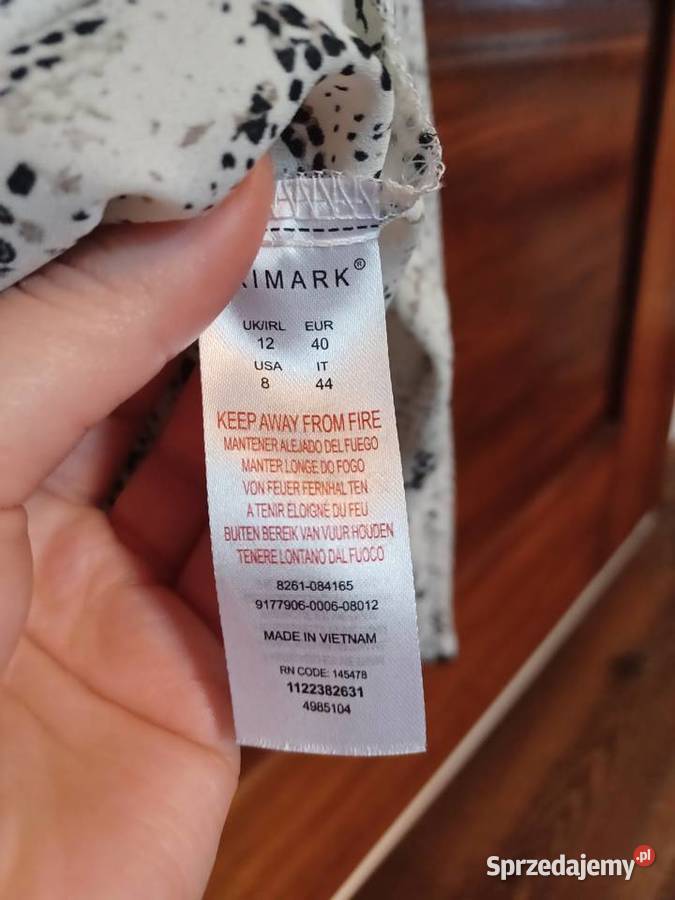 RIMARK®
UK/IRL EUR
12 40
USA IT
8 44
KEEP AWAY FROM FIRE
MANTENER ALEJADO DEL FUEGO
MANTER LONGE DO FOGO
VON FEUER FERNHALTEN
A TENIR ELOIGNÉ DU FEU
BUITEN BEREIK VAN VUUR HOUDEN
TENERE LONTANO DAL FUOCO
8261-084165
9177906-0006-08012
MADE IN VIETNAM
RN CODE: 145478
1122382631
4985104
Sprzedajemy.pl